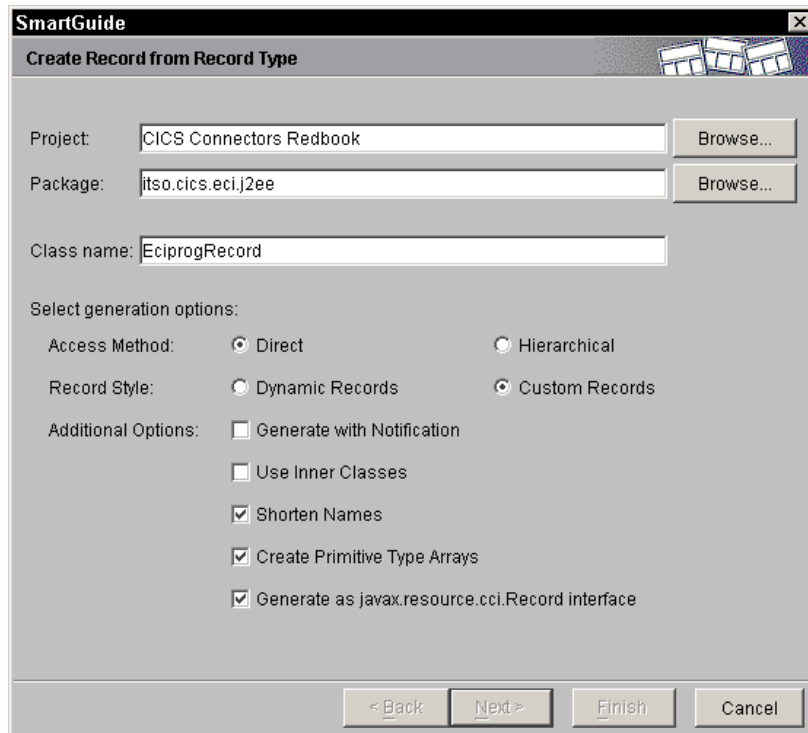 SmartGuide
Create Record from Record Type
Project: CICS Connectors Redbook Browse...
Package: itso.cics.eci.j2ee Browse...
Class name: EciprogRecord
Select generation options:
Access Method: Direct Hierarchical
Record Style: Dynamic Records Custom Records
Additional Options: Generate with Notification
Use Inner Classes
Shorten Names
Create Primitive Type Arrays
Generate as javax.resource.cci.Record interface
< Back Next > Finish Cancel